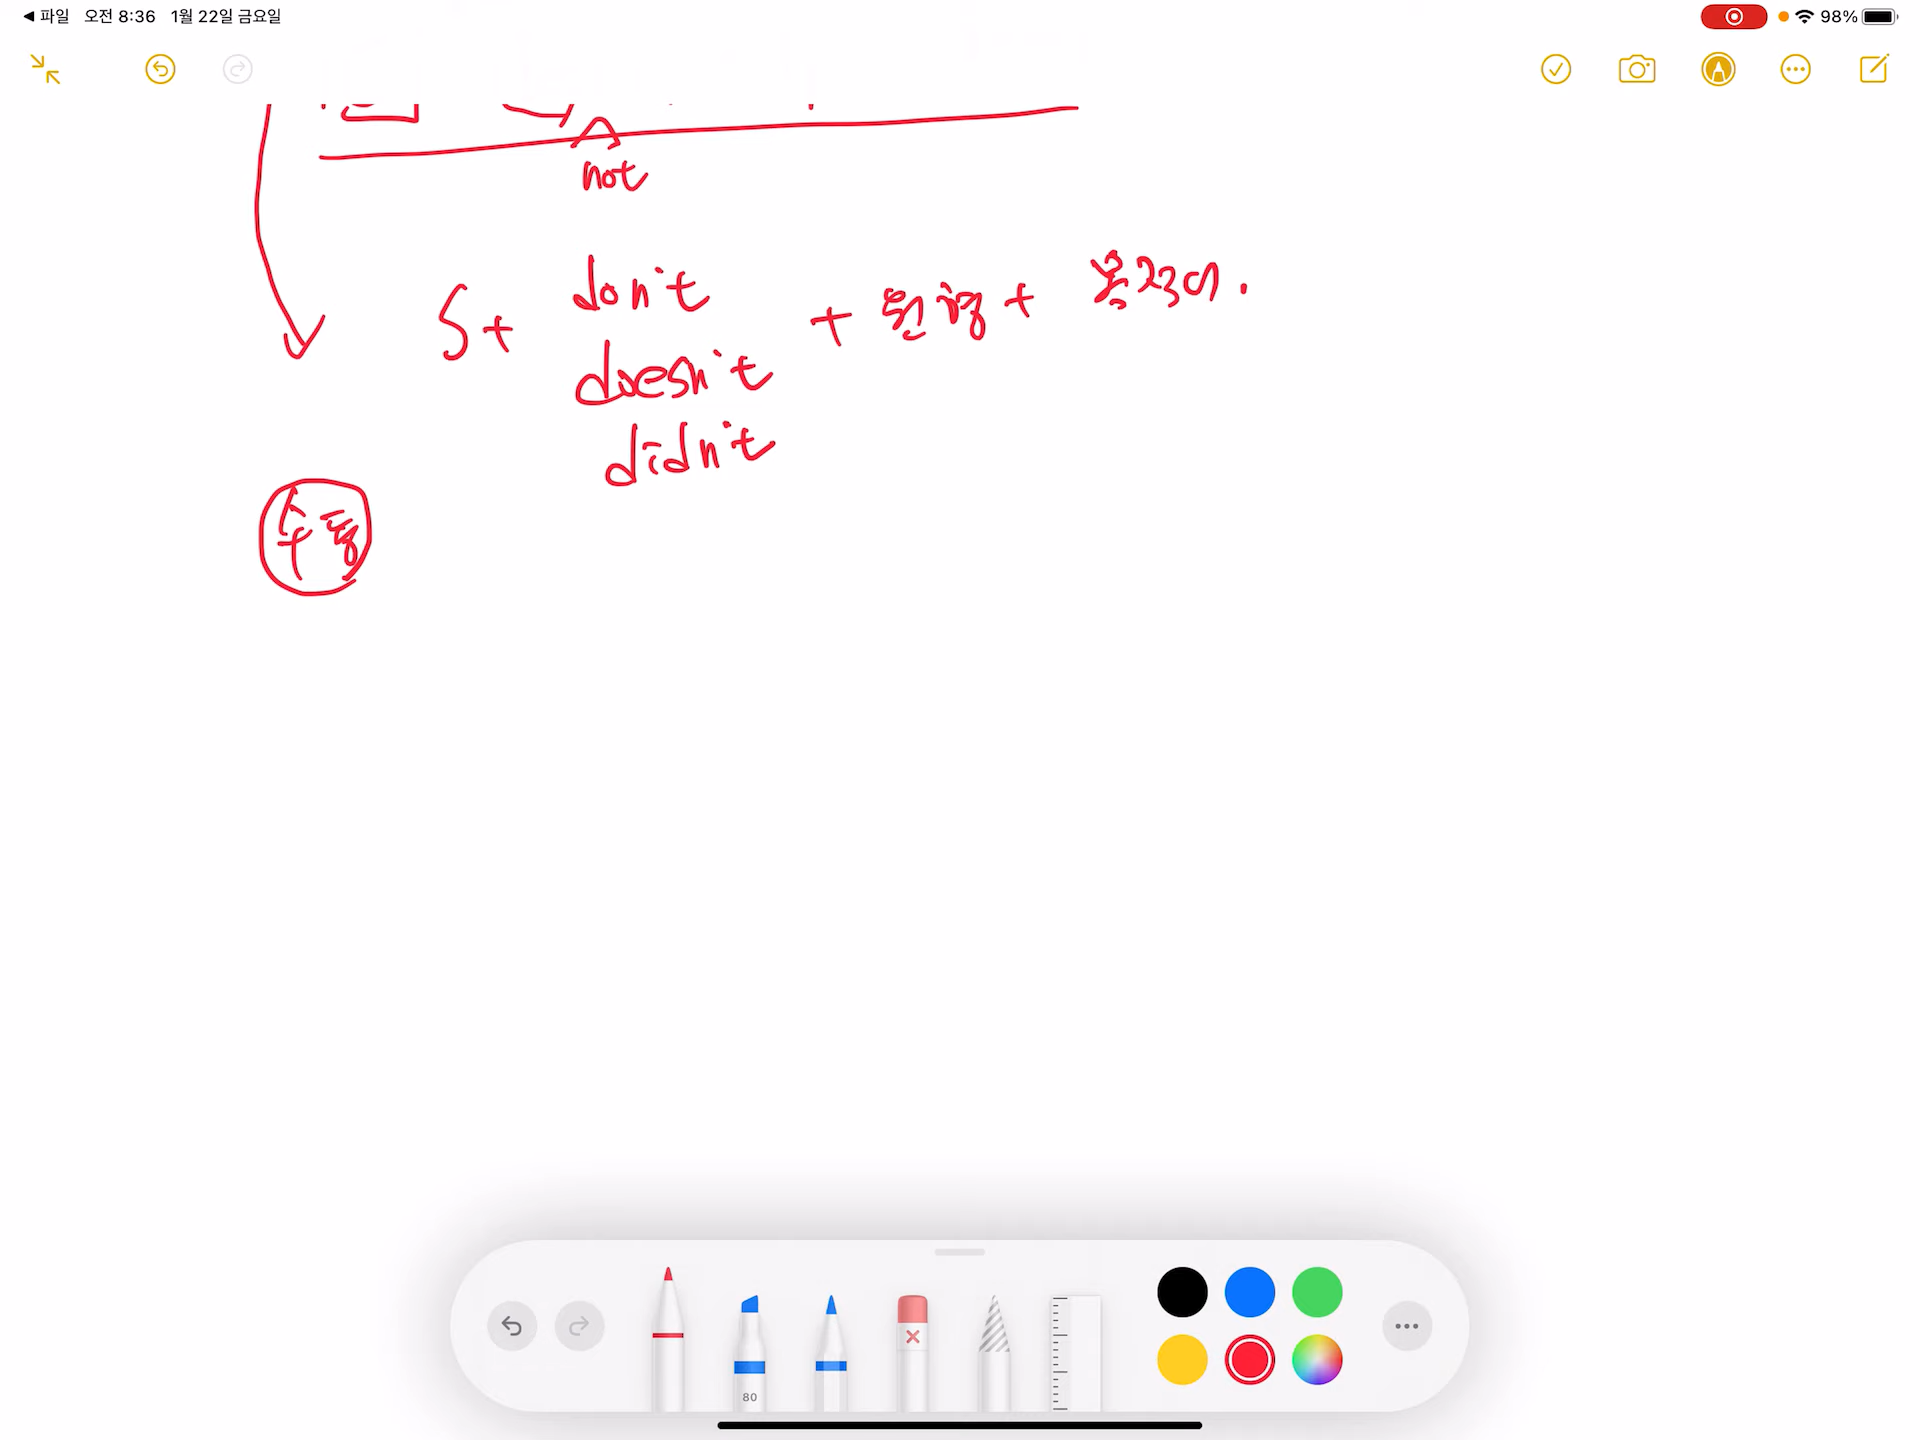 ◀ 파일 오전 8:36 1월 22일 금요일 98%
not
S + don't + 원형 + 목적어.
doesn't
didn't
수동
80